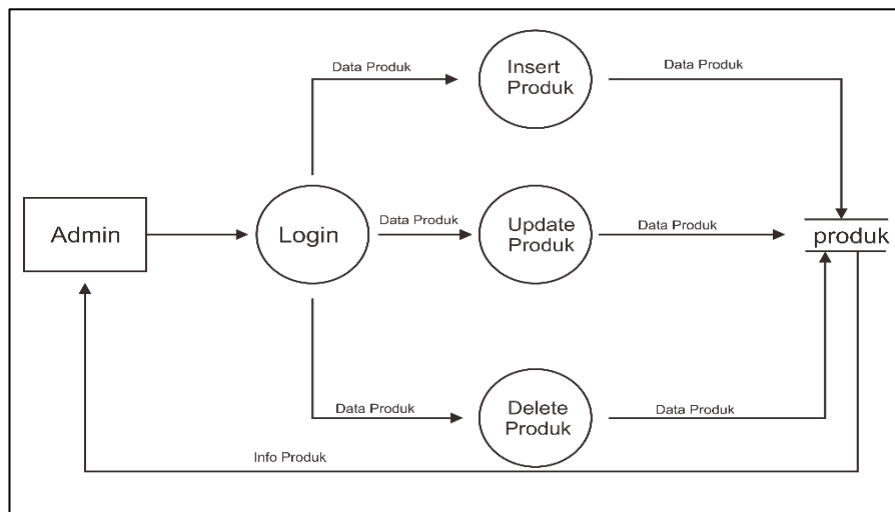 Data Produk
Insert
Produk
Data Produk
Admin
Login
Data Produk
Update
Produk
Data Produk
produk
Data Produk
Delete
Produk
Data Produk
Info Produk